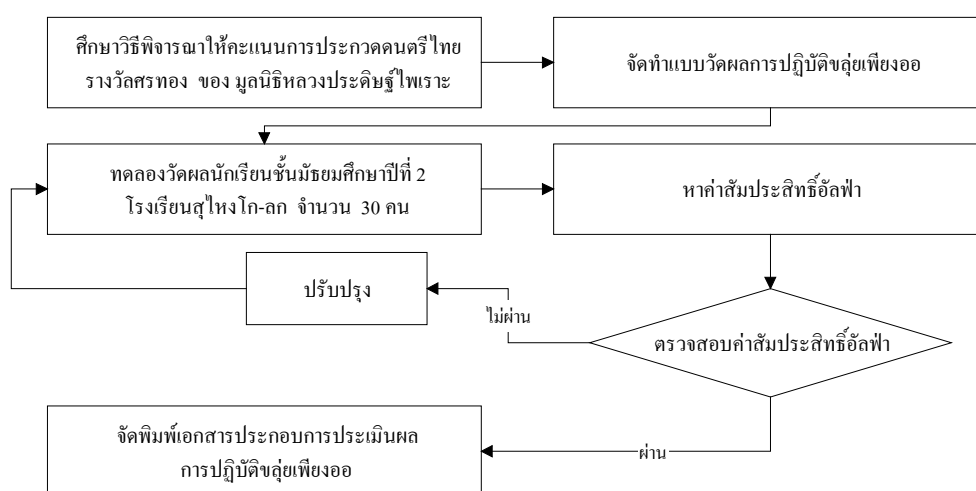 ศึกษาวิธีพิจารณาให้คะแนนการประกวดดนตรีไทย
รางวัลศรทอง ของ มูลนิธิหลวงประดิษฐ์ไพเราะ
จัดทำแบบวัดผลการปฏิบัติขลุ่ยเพียงออ
ทดลองวัดผลนักเรียนชั้นมัธยมศึกษาปีที่ 2
โรงเรียนสุไหงโก-ลก จำนวน 30 คน
หาค่าสัมประสิทธิ์อัลฟ่า
ปรับปรุง
ไม่ผ่าน
ตรวจสอบค่าสัมประสิทธิ์อัลฟ่า
จัดพิมพ์เอกสารประกอบการประเมินผล
การปฏิบัติขลุ่ยเพียงออ
ผ่าน